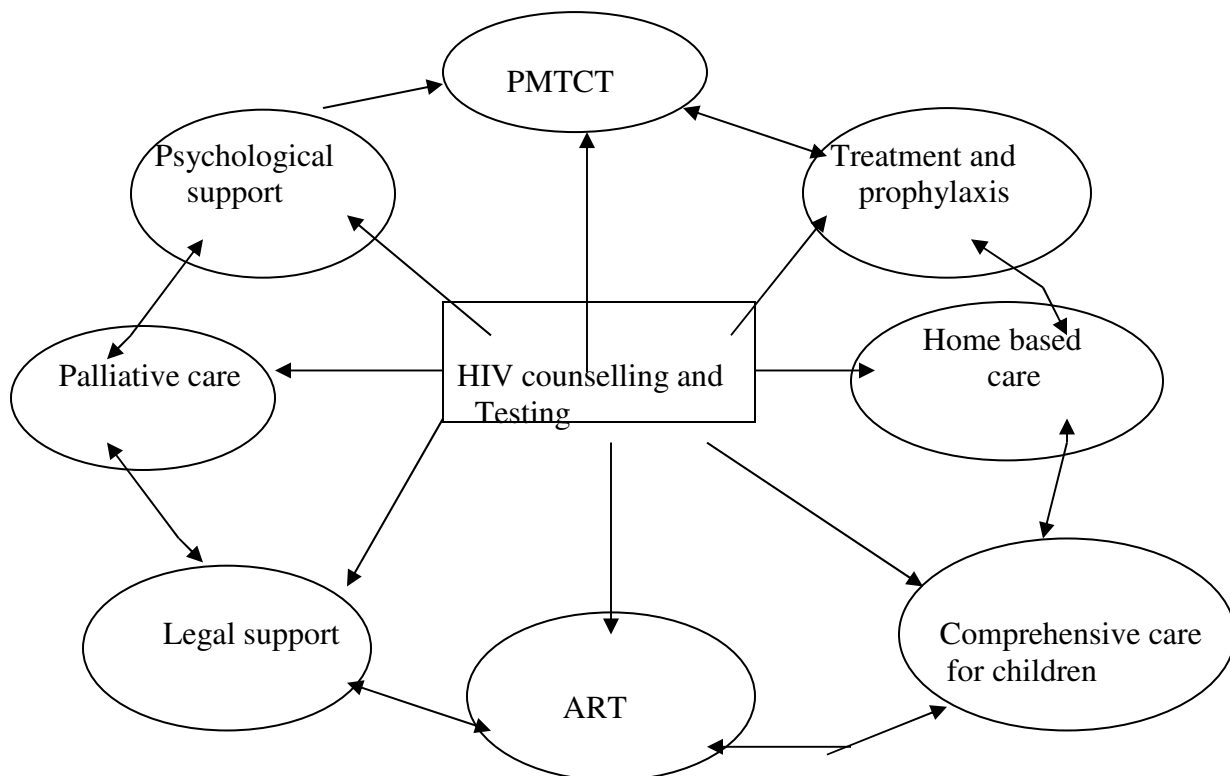 PMTCT
Psychological
support
Treatment and
prophylaxis
Palliative care
HIV counselling and
Testing
Home based
care
Legal support
ART
Comprehensive care
for children